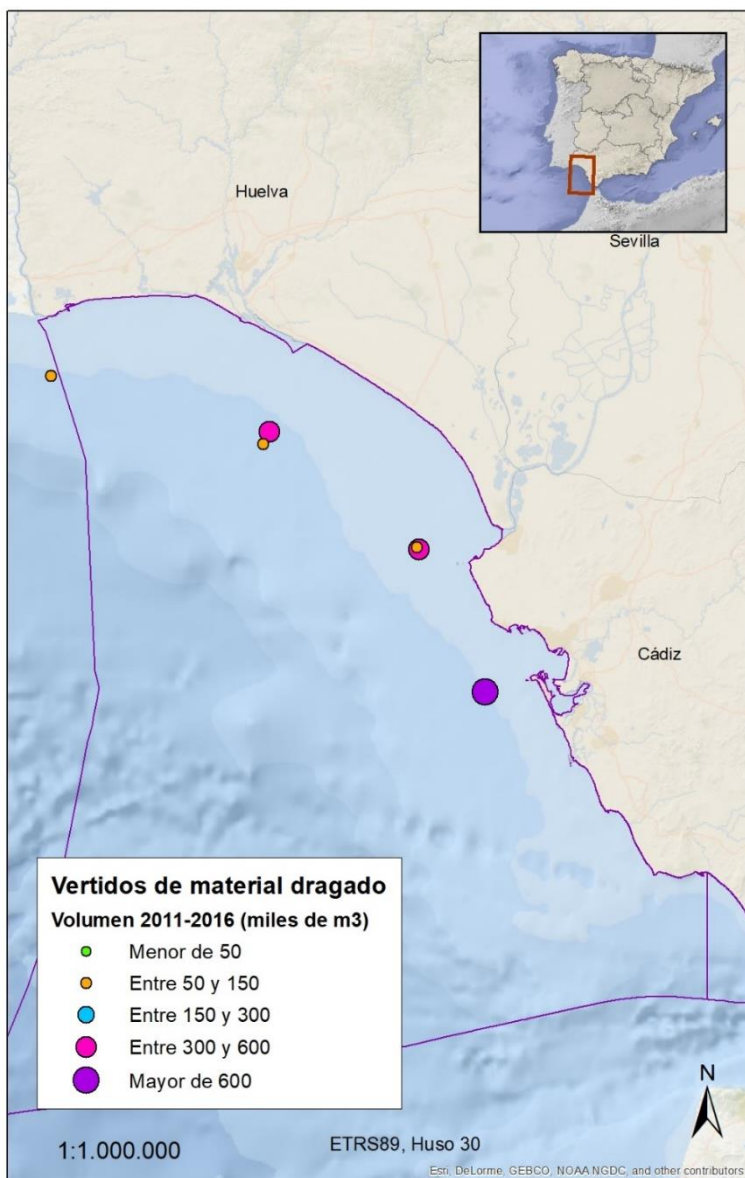 Huelva
Sevilla
Cádiz
Vertidos de material dragado
Volumen 2011-2016 (miles de m3)
Menor de 50
Entre 50 y 150
Entre 150 y 300
Entre 300 y 600
Mayor de 600
N
1:1.000.000
ETRS89, Huso 30
Esri, DeLorme, GEBCO, NOAA NGDC, and other contributors